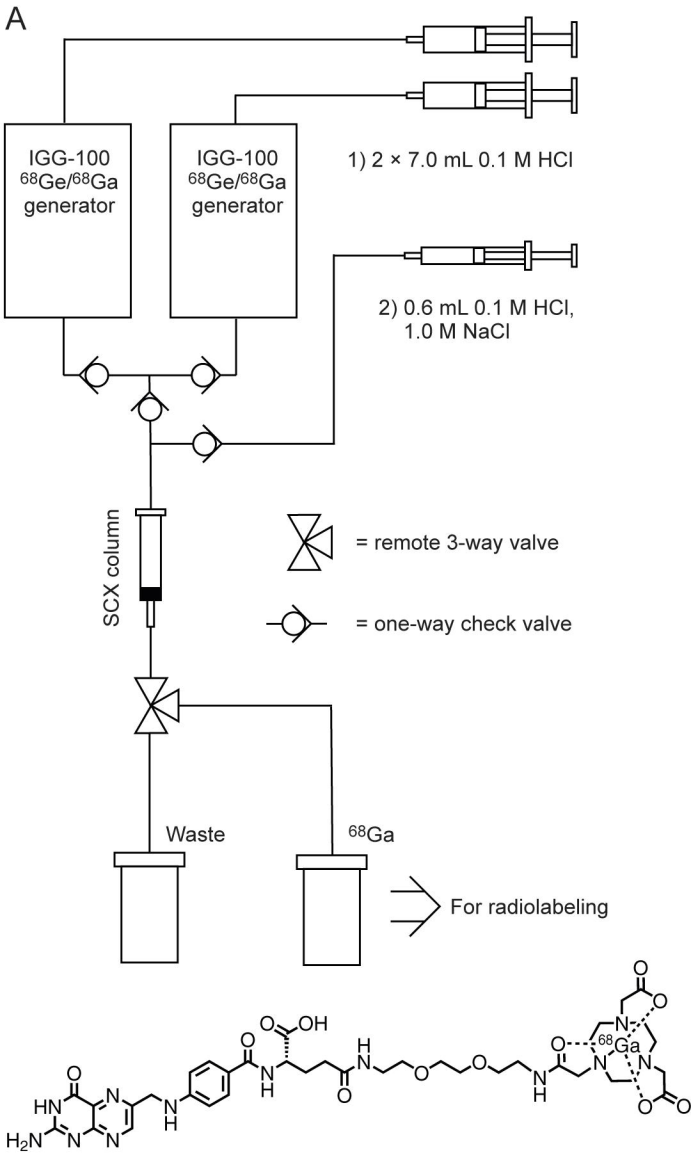 A
IGG-100
⁶⁸Ge/⁶⁸Ga
generator
IGG-100
⁶⁸Ge/⁶⁸Ga
generator
1) 2 × 7.0 mL 0.1 M HCl
2) 0.6 mL 0.1 M HCl,
1.0 M NaCl
SCX column
= remote 3-way valve
= one-way check valve
Waste
⁶⁸Ga
For radiolabeling
O
O
O
OH
O
N
H
N
O
⁶⁸Ga
O
O
O
N
N
O
N
HN
N
N
H
N
H
O
O
N
H
O
O
H₂N
N
N